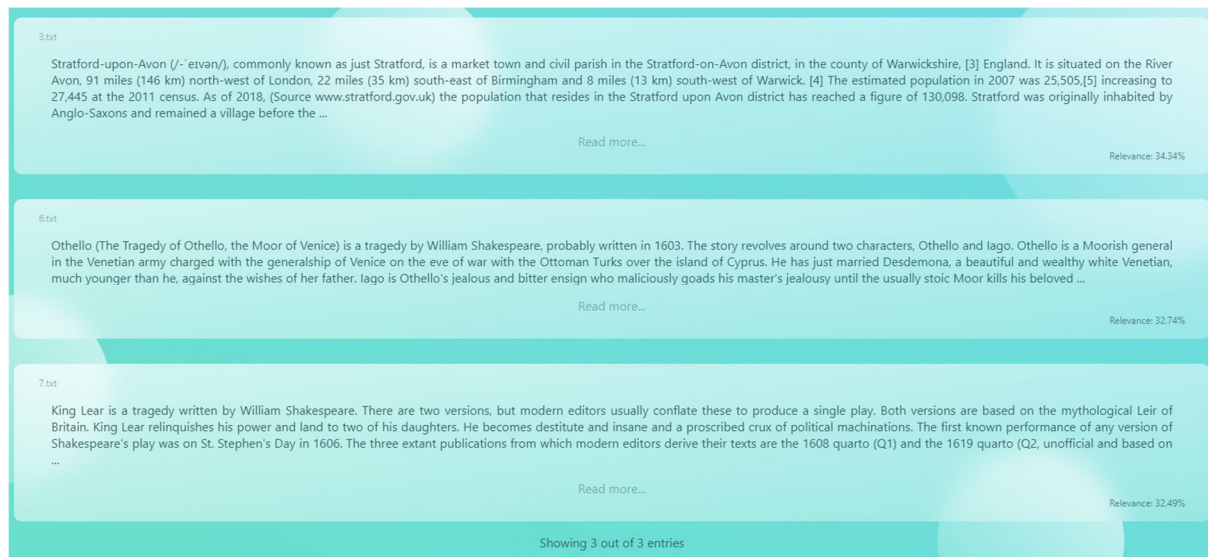 3.txt
Stratford-upon-Avon (/-ˈeɪvən/), commonly known as just Stratford, is a market town and civil parish in the Stratford-on-Avon district, in the county of Warwickshire, [3] England. It is situated on the River
Avon, 91 miles (146 km) north-west of London, 22 miles (35 km) south-east of Birmingham and 8 miles (13 km) south-west of Warwick. [4] The estimated population in 2007 was 25,505,[5] increasing to
27,445 at the 2011 census. As of 2018, (Source www.stratford.gov.uk) the population that resides in the Stratford upon Avon district has reached a figure of 130,098. Stratford was originally inhabited by
Anglo-Saxons and remained a village before the ...
Read more...
Relevance: 34.34%
6.txt
Othello (The Tragedy of Othello, the Moor of Venice) is a tragedy by William Shakespeare, probably written in 1603. The story revolves around two characters, Othello and Iago. Othello is a Moorish general
in the Venetian army charged with the generalship of Venice on the eve of war with the Ottoman Turks over the island of Cyprus. He has just married Desdemona, a beautiful and wealthy white Venetian,
much younger than he, against the wishes of her father. Iago is Othello's jealous and bitter ensign who maliciously goads his master's jealousy until the usually stoic Moor kills his beloved ...
Read more...
Relevance: 32.74%
7.txt
King Lear is a tragedy written by William Shakespeare. There are two versions, but modern editors usually conflate these to produce a single play. Both versions are based on the mythological Leir of
Britain. King Lear relinquishes his power and land to two of his daughters. He becomes destitute and insane and a proscribed crux of political machinations. The first known performance of any version of
Shakespeare's play was on St. Stephen's Day in 1606. The three extant publications from which modern editors derive their texts are the 1608 quarto (Q1) and the 1619 quarto (Q2, unofficial and based on
...
Read more...
Relevance: 32.49%
Showing 3 out of 3 entries